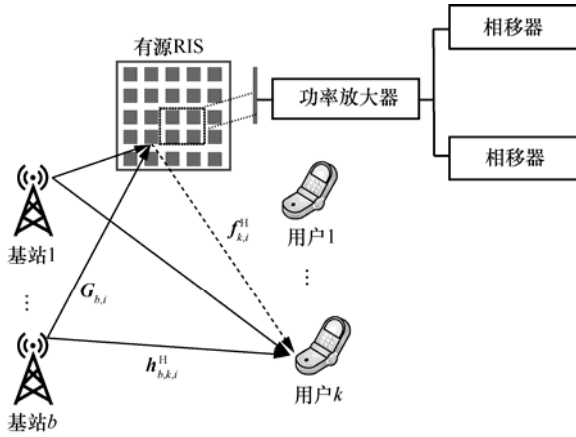 有源RIS
相移器
功率放大器
相移器
基站1
用户1
f^H_{k,i}
⋮
G_{b,i}
⋮
h^H_{b,k,i}
基站b
用户k